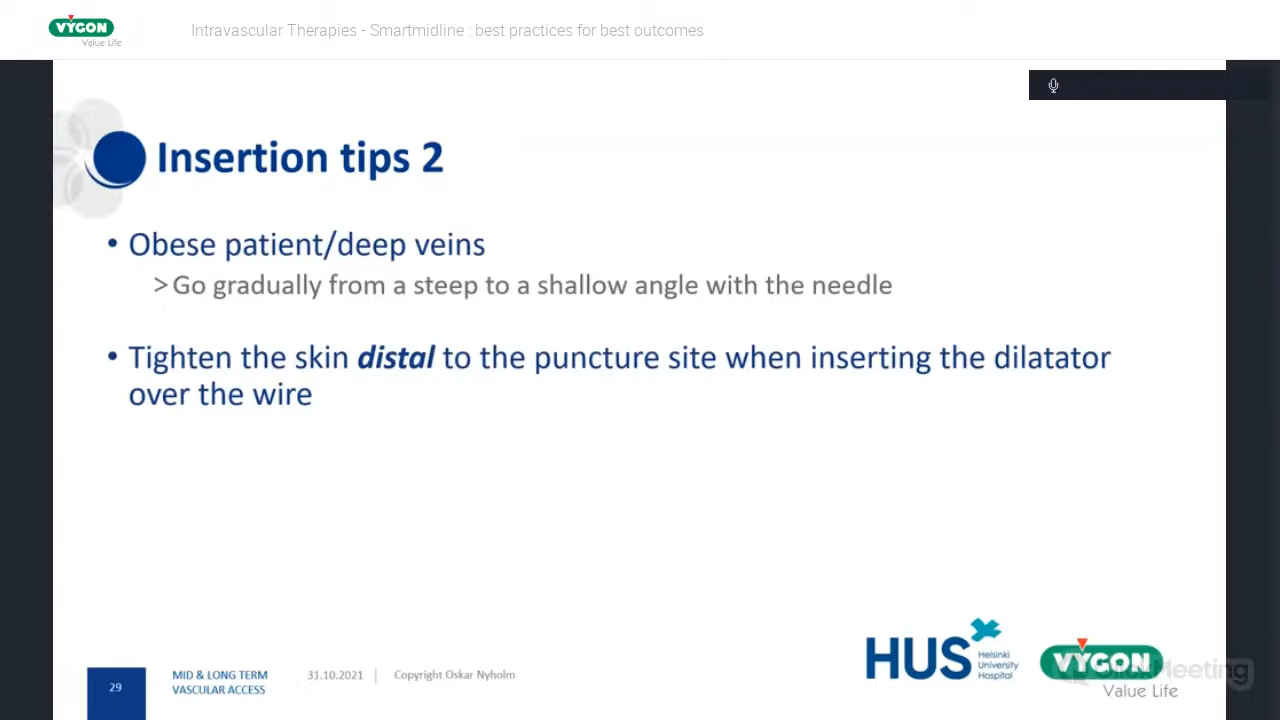 VYGON
Value Life
Intravascular Therapies - Smartmidline : best practices for best outcomes
Insertion tips 2
• Obese patient/deep veins
> Go gradually from a steep to a shallow angle with the needle
• Tighten the skin distal to the puncture site when inserting the dilatator
over the wire
29
MID & LONG TERM
VASCULAR ACCESS
31.10.2021
Copyright Oskar Nyholm
HUS
Helsinki
University
Hospital
VYGON
Value Life
ClickMeeting